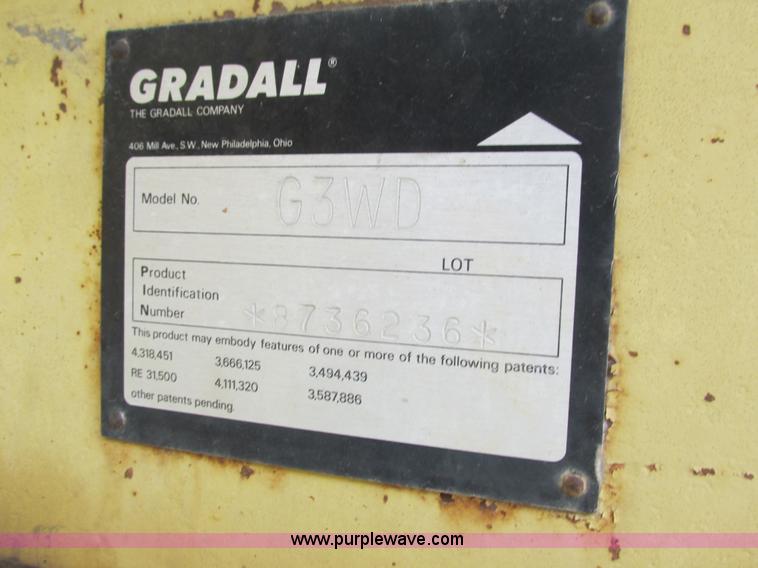 GRADALL®
THE GRADALL COMPANY
406 Mill Ave., S.W., New Philadelphia, Ohio
Model No. G3WD
LOT
Product
Identification
Number *8736236*
This product may embody features of one or more of the following patents:
4,318,451 3,666,125 3,494,439
RE 31,500 4,111,320 3,587,886
other patents pending.
www.purplewave.com